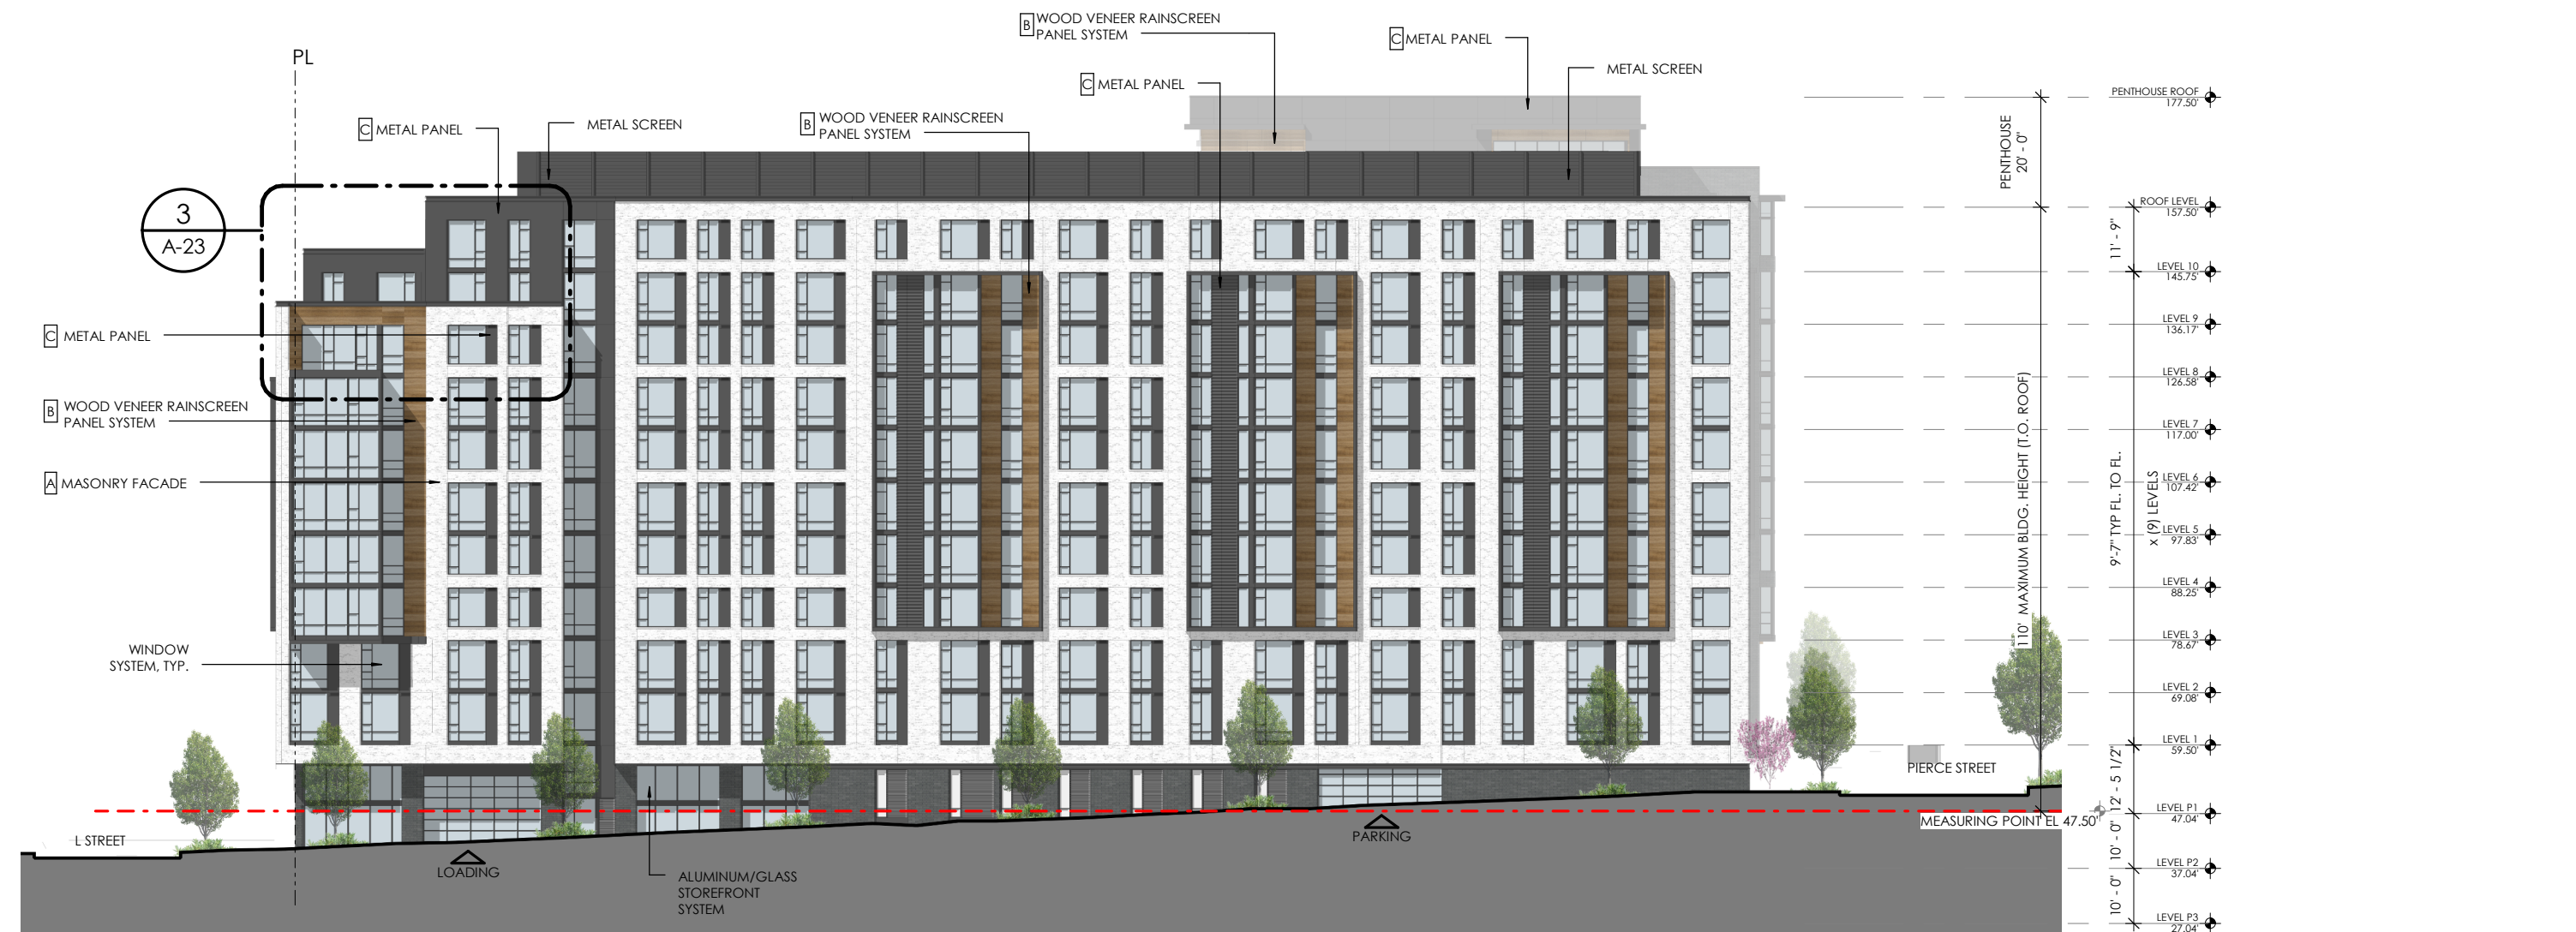 B WOOD VENEER RAINSCREEN
PANEL SYSTEM
C METAL PANEL
METAL SCREEN
C METAL PANEL
B WOOD VENEER RAINSCREEN
PANEL SYSTEM
METAL SCREEN
C METAL PANEL
PL
3
A-23
C METAL PANEL
B WOOD VENEER RAINSCREEN
PANEL SYSTEM
A MASONRY FACADE
WINDOW
SYSTEM, TYP.
L STREET
LOADING
ALUMINUM/GLASS
STOREFRONT
SYSTEM
PARKING
PIERCE STREET
MEASURING POINT EL 47.50'
PENTHOUSE
20' - 0"
110' MAXIMUM BLDG. HEIGHT (T.O. ROOF)
11' - 9"
9'-7" TYP FL. TO FL.
x (9) LEVELS
12' - 5 1/2"
10' - 0"
10' - 0"
PENTHOUSE ROOF
177.50'
ROOF LEVEL
157.50'
LEVEL 10
145.75'
LEVEL 9
136.17'
LEVEL 8
126.58'
LEVEL 7
117.00'
LEVEL 6
107.42'
LEVEL 5
97.83'
LEVEL 4
88.25'
LEVEL 3
78.67'
LEVEL 2
69.08'
LEVEL 1
59.50'
LEVEL P1
47.04'
LEVEL P2
37.04'
LEVEL P3
27.04'